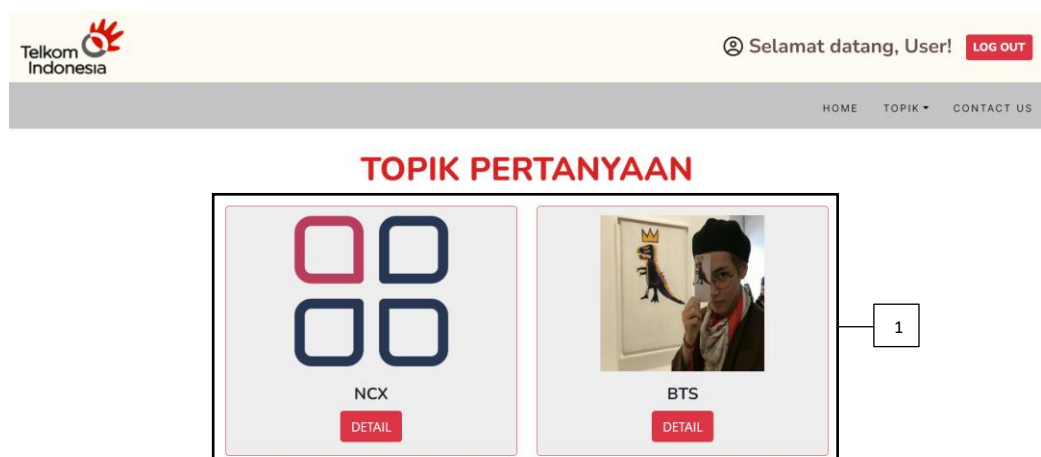 Telkom
Indonesia
Selamat datang, User!
LOG OUT
HOME
TOPIK
CONTACT US
TOPIK PERTANYAAN
NCX
DETAIL
BTS
DETAIL
1